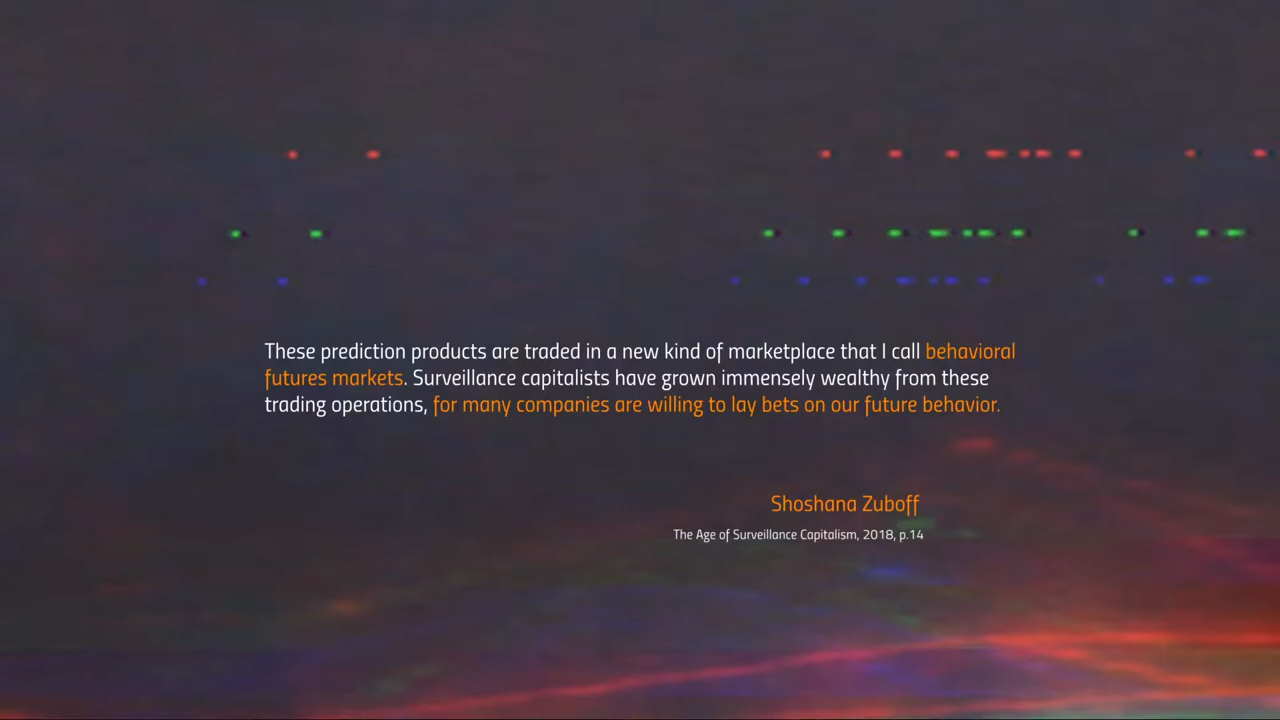 These prediction products are traded in a new kind of marketplace that I call behavioral
futures markets. Surveillance capitalists have grown immensely wealthy from these
trading operations, for many companies are willing to lay bets on our future behavior.
Shoshana Zuboff
The Age of Surveillance Capitalism, 2018, p.14